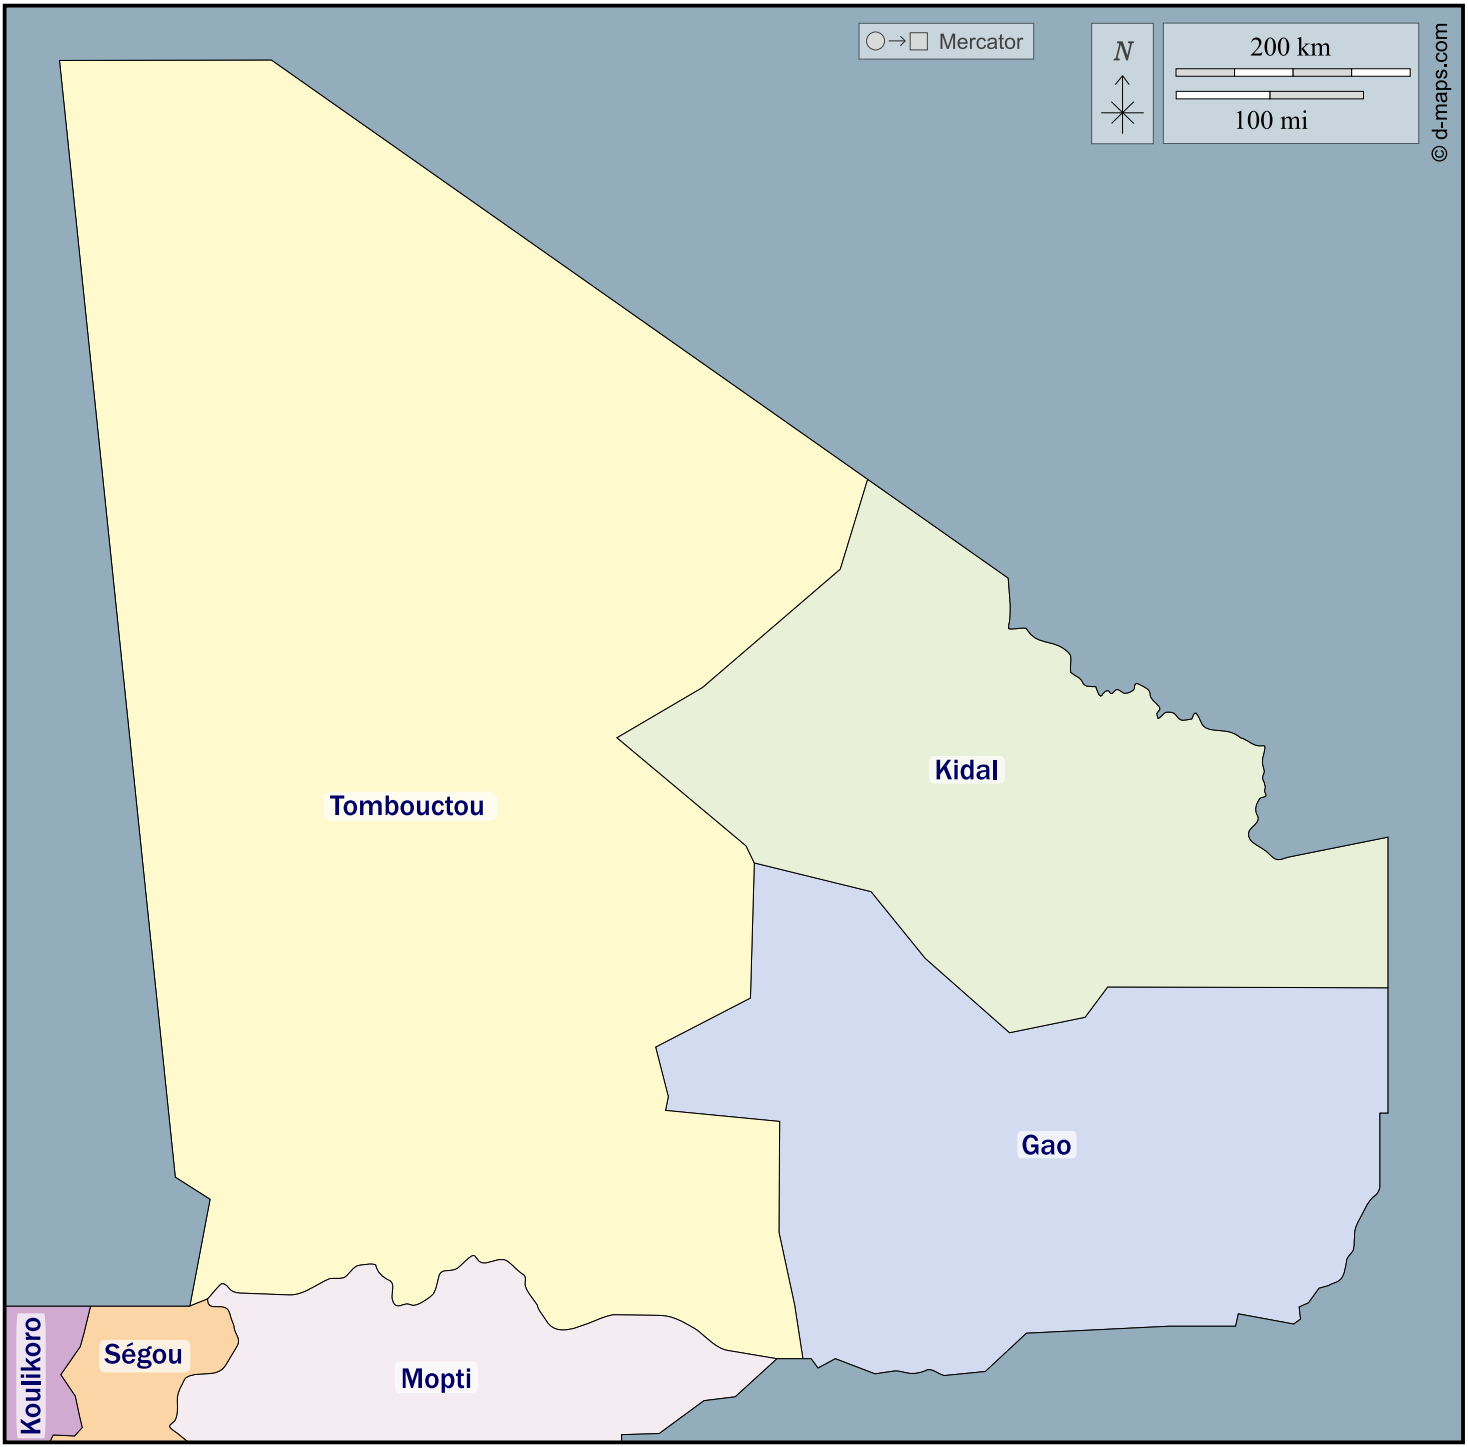 Mercator
N
200 km
100 mi
© d-maps.com
Kidal
Tombouctou
Gao
Koulikoro
Ségou
Mopti